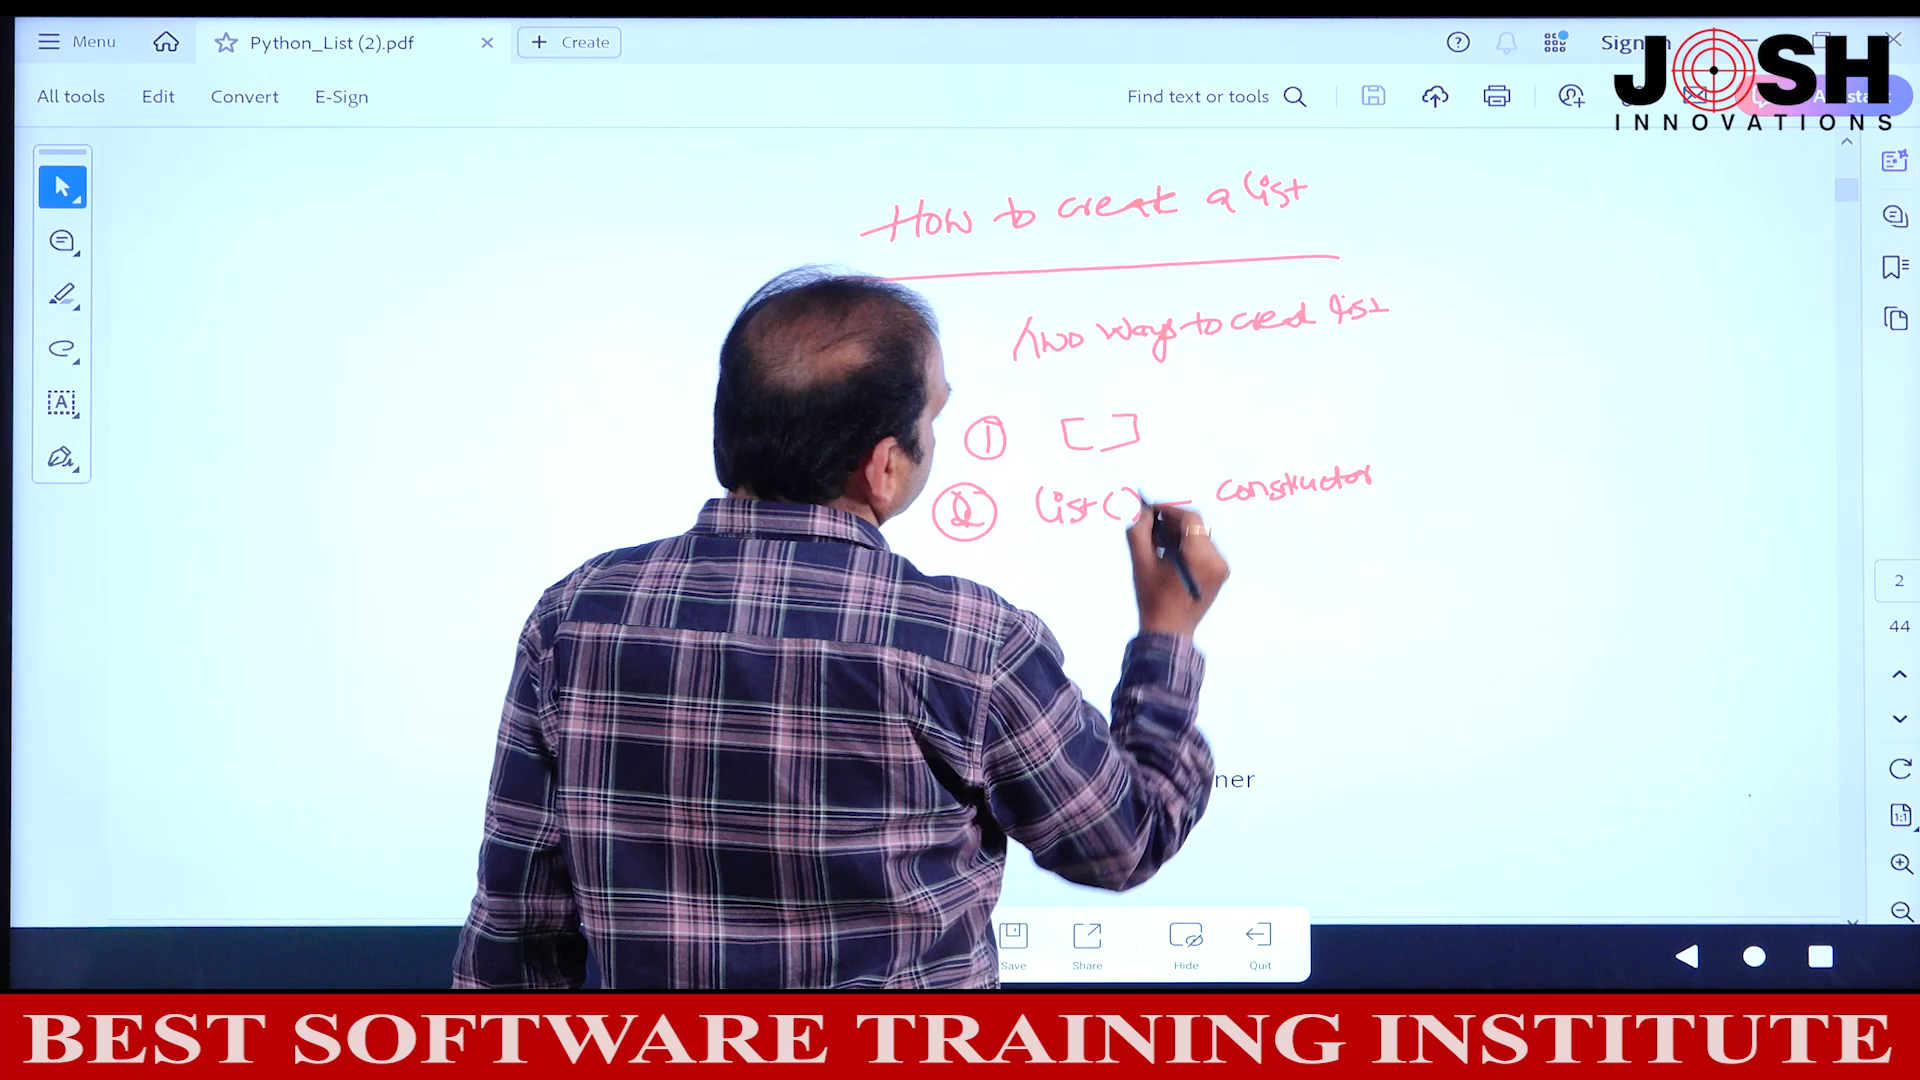 Menu
Python_List (2).pdf
Create
Sign in
JOSH
INNOVATIONS
All tools
Edit
Convert
E-Sign
Find text or tools
How to create a list
Two ways to creat list
1 [ ]
2 list() — constructor
2
44
ner
Save
Share
Hide
Quit
BEST SOFTWARE TRAINING INSTITUTE